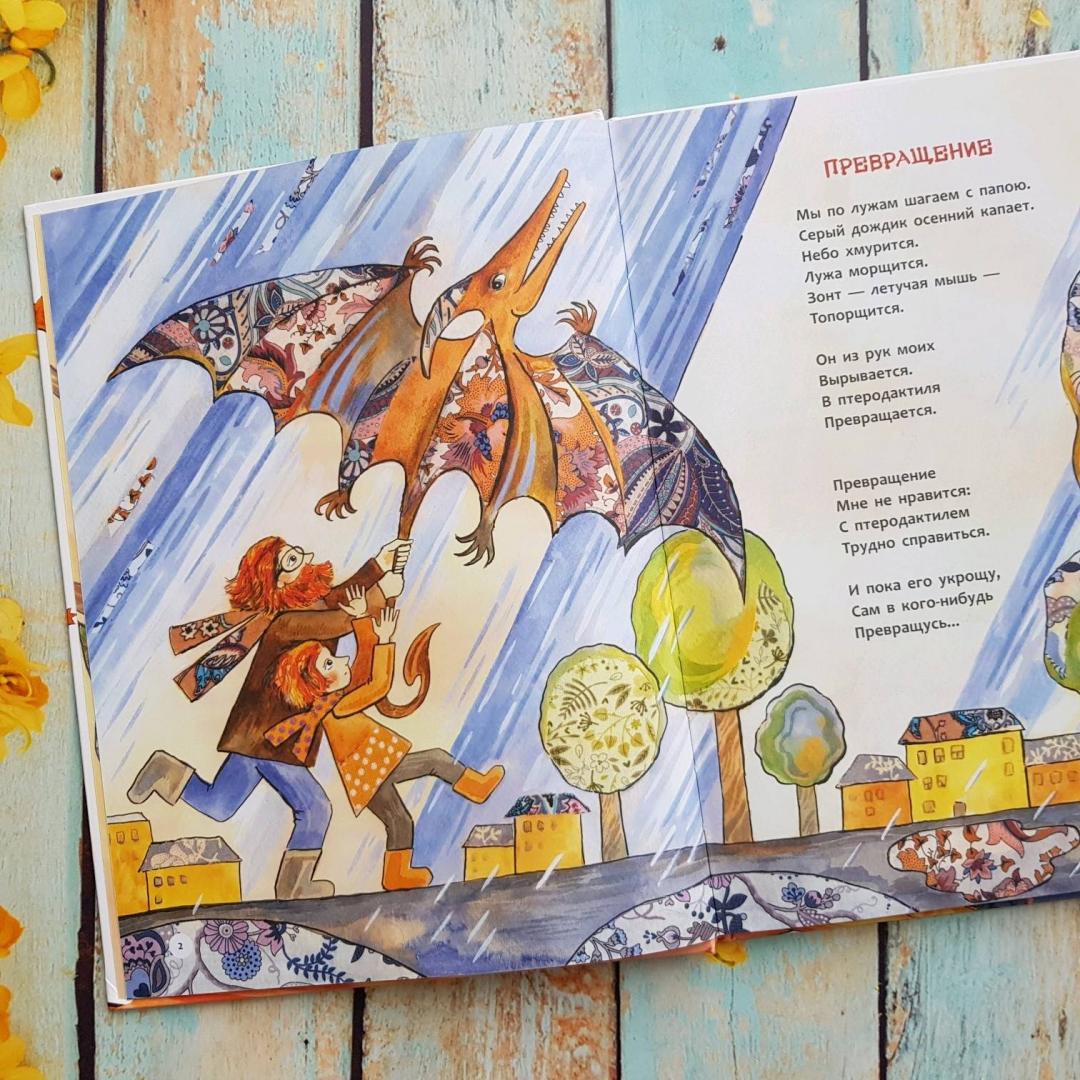 ПРЕВРАЩЕНИЕ
Мы по лужам шагаем с папою.
Серый дождик осенний капает.
Небо хмурится.
Лужа морщится.
Зонт — летучая мышь —
Топорщится.
Он из рук моих
Вырывается.
В птеродактиля
Превращается.
Превращение
Мне не нравится:
С птеродактилем
Трудно справиться.
И пока его укрощу,
Сам в кого-нибудь
Превращусь...
2